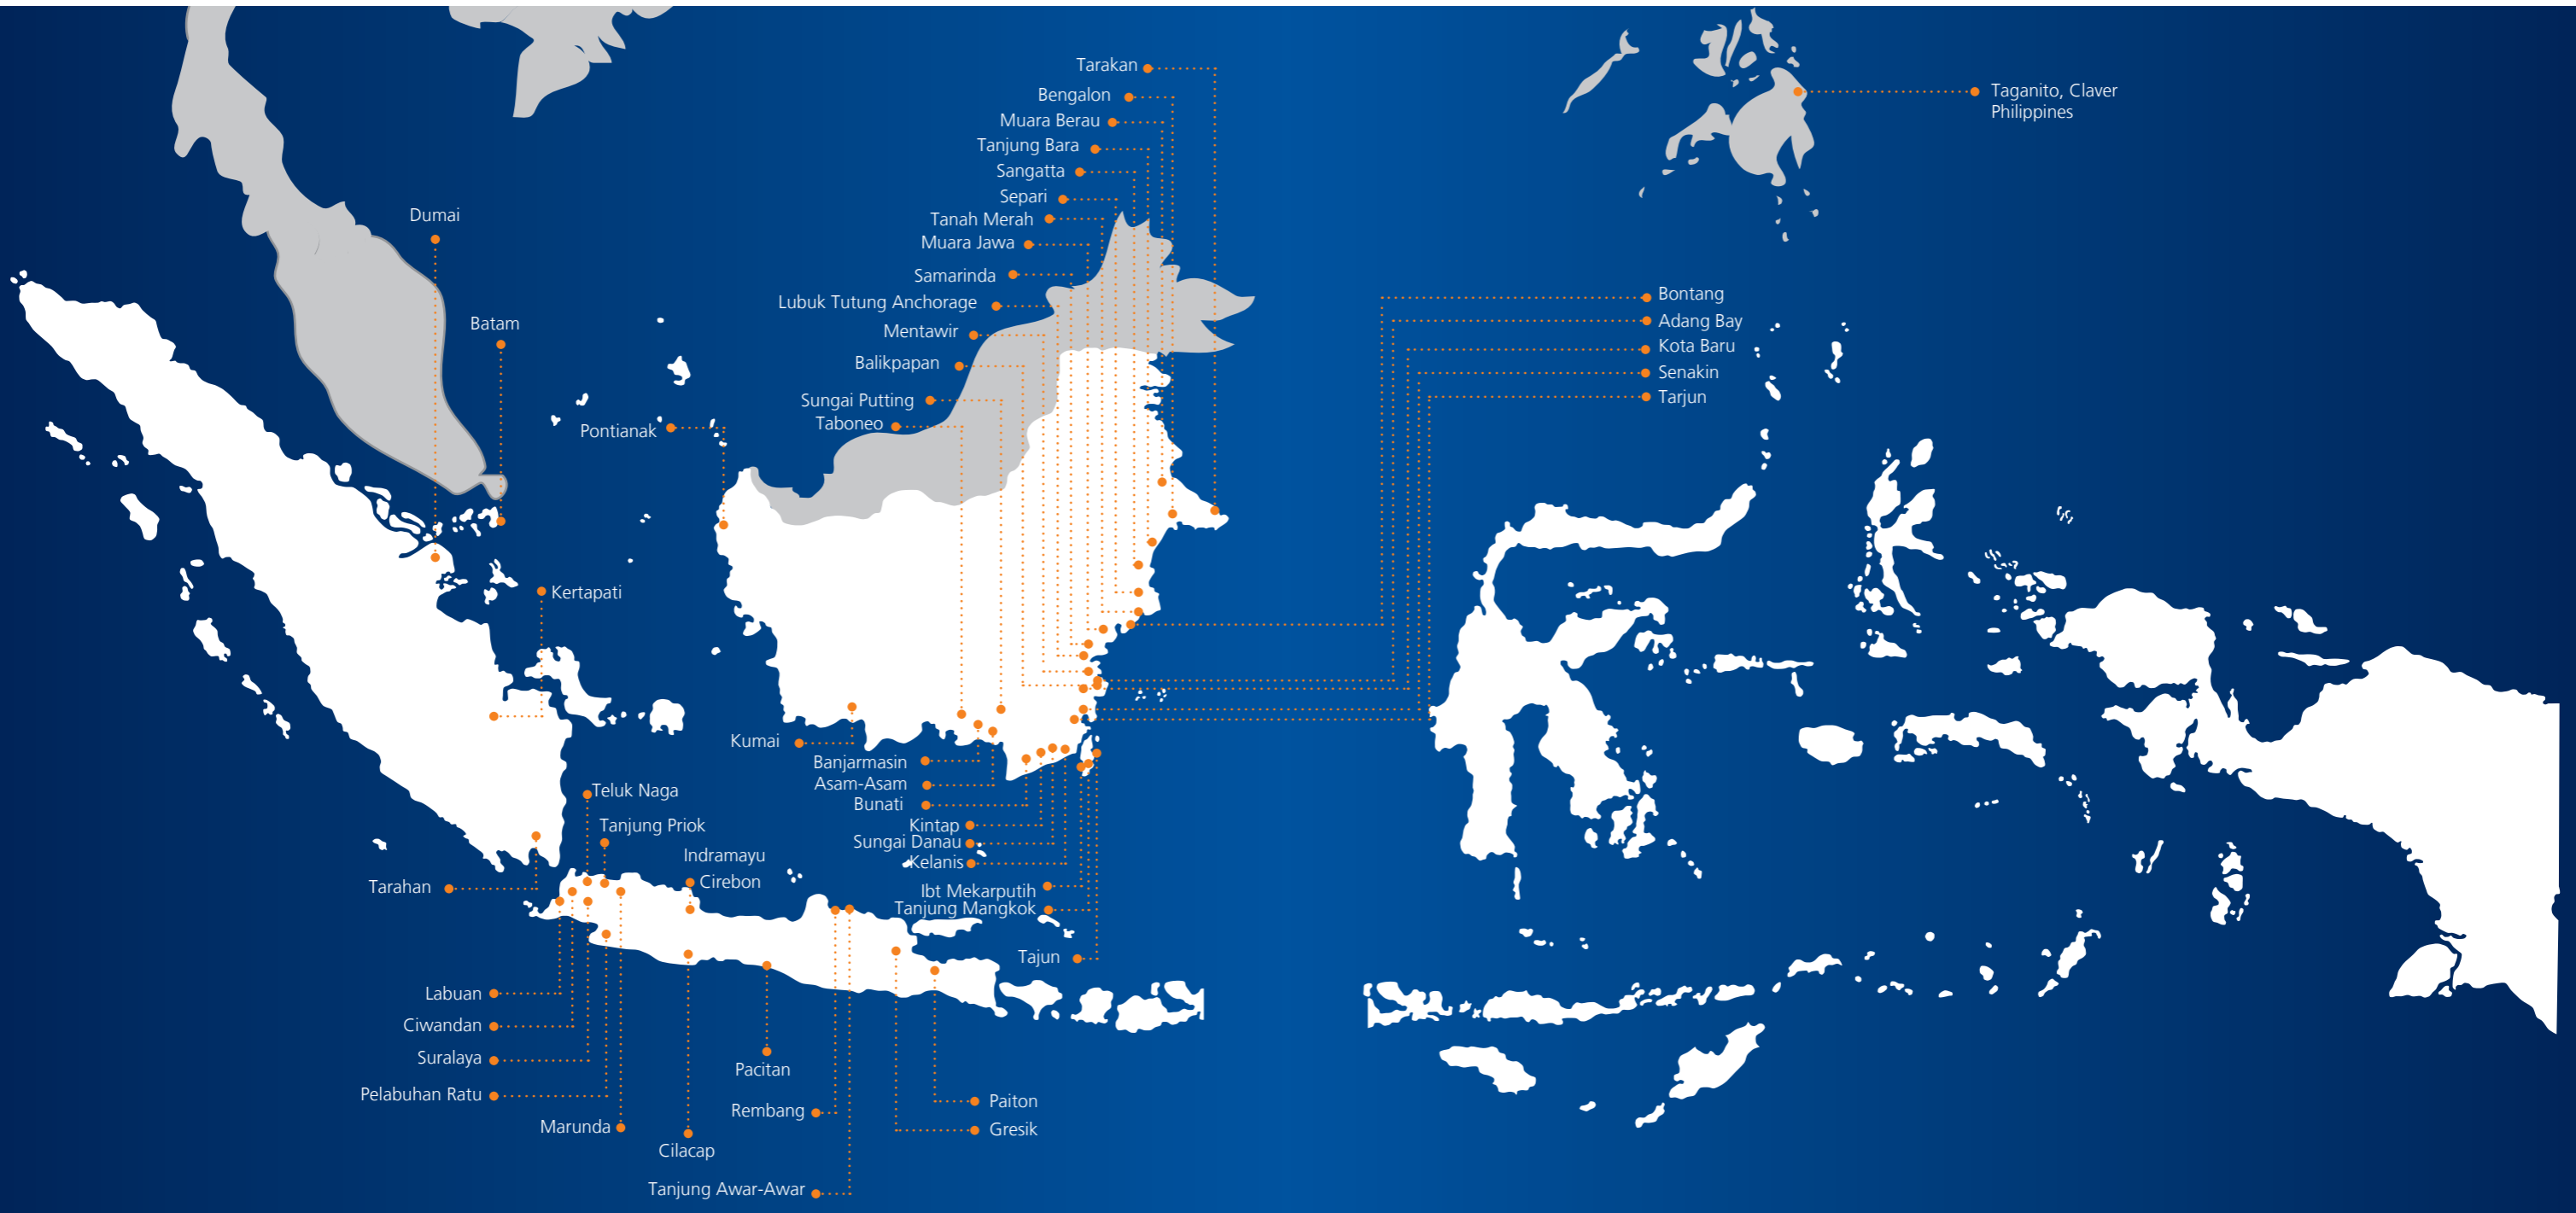 Tarakan
Bengalon
Muara Berau
Tanjung Bara
Sangatta
Separi
Tanah Merah
Muara Jawa
Samarinda
Lubuk Tutung Anchorage
Mentawir
Balikpapan
Sungai Putting
Taboneo
Taganito, Claver
Philippines
Dumai
Batam
Pontianak
Bontang
Adang Bay
Kota Baru
Senakin
Tarjun
Kertapati
Kumai
Banjarmasin
Asam-Asam
Bunati
Kintap
Sungai Danau
Kelanis
Ibt Mekarputih
Tanjung Mangkok
Tajun
Teluk Naga
Tanjung Priok
Indramayu
Cirebon
Tarahan
Labuan
Ciwandan
Suralaya
Pelabuhan Ratu
Marunda
Cilacap
Pacitan
Rembang
Tanjung Awar-Awar
Paiton
Gresik